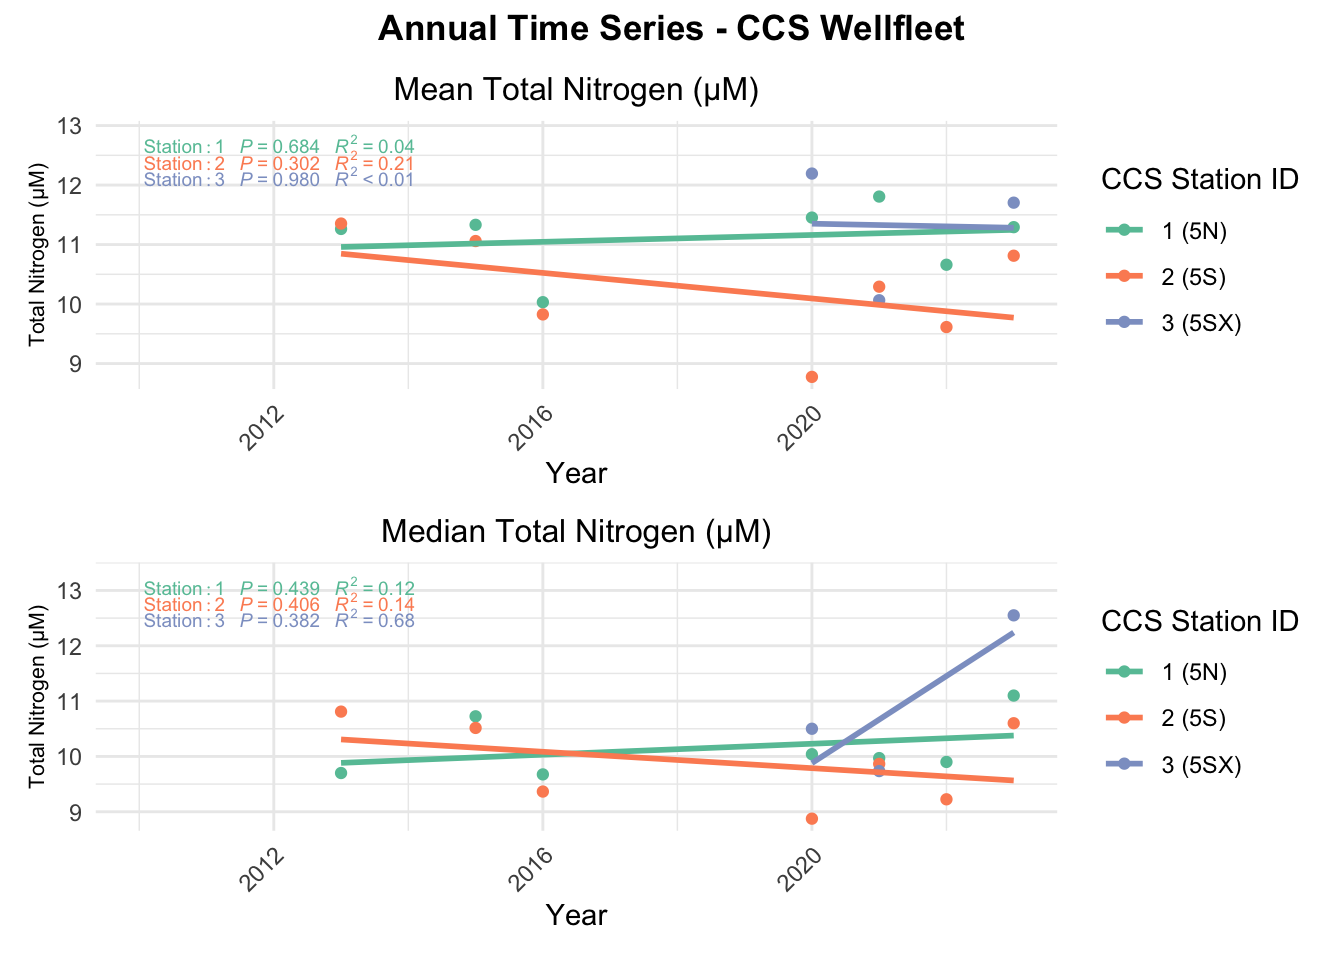 Annual Time Series - CCS Wellfleet
Mean Total Nitrogen (µM)
Total Nitrogen (µM)
13
12
11
10
9
Station: 1 P = 0.684 R² = 0.04
Station: 2 P = 0.302 R² = 0.21
Station: 3 P = 0.980 R² < 0.01
2012
2016
2020
Year
CCS Station ID
1 (5N)
2 (5S)
3 (5SX)
Median Total Nitrogen (µM)
Total Nitrogen (µM)
13
12
11
10
9
Station: 1 P = 0.439 R² = 0.12
Station: 2 P = 0.406 R² = 0.14
Station: 3 P = 0.382 R² = 0.68
2012
2016
2020
Year
CCS Station ID
1 (5N)
2 (5S)
3 (5SX)